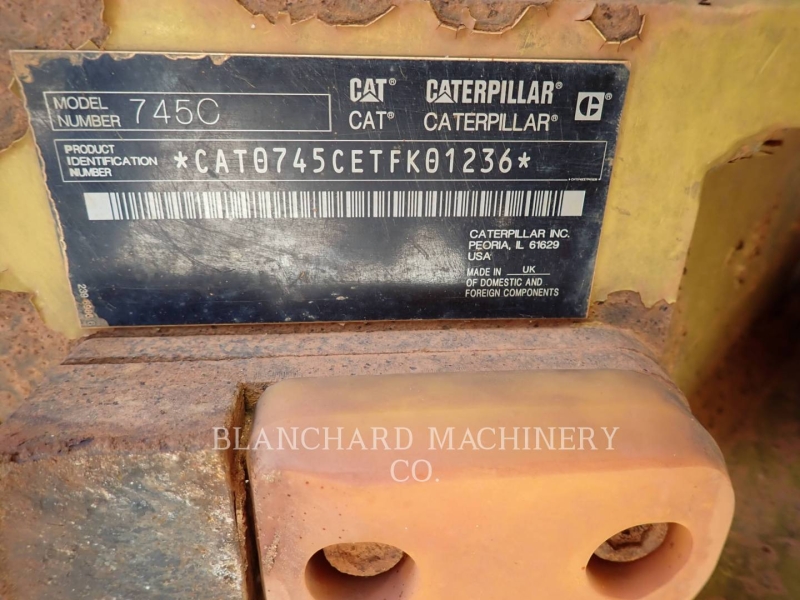 MODEL NUMBER 745C
CAT® CATERPILLAR®
CAT® CATERPILLAR®
PRODUCT IDENTIFICATION NUMBER *CAT0745CETFK01236*
CATERPILLAR INC.
PEORIA, IL 61629
USA
MADE IN UK
OF DOMESTIC AND
FOREIGN COMPONENTS
BLANCHARD MACHINERY
CO.